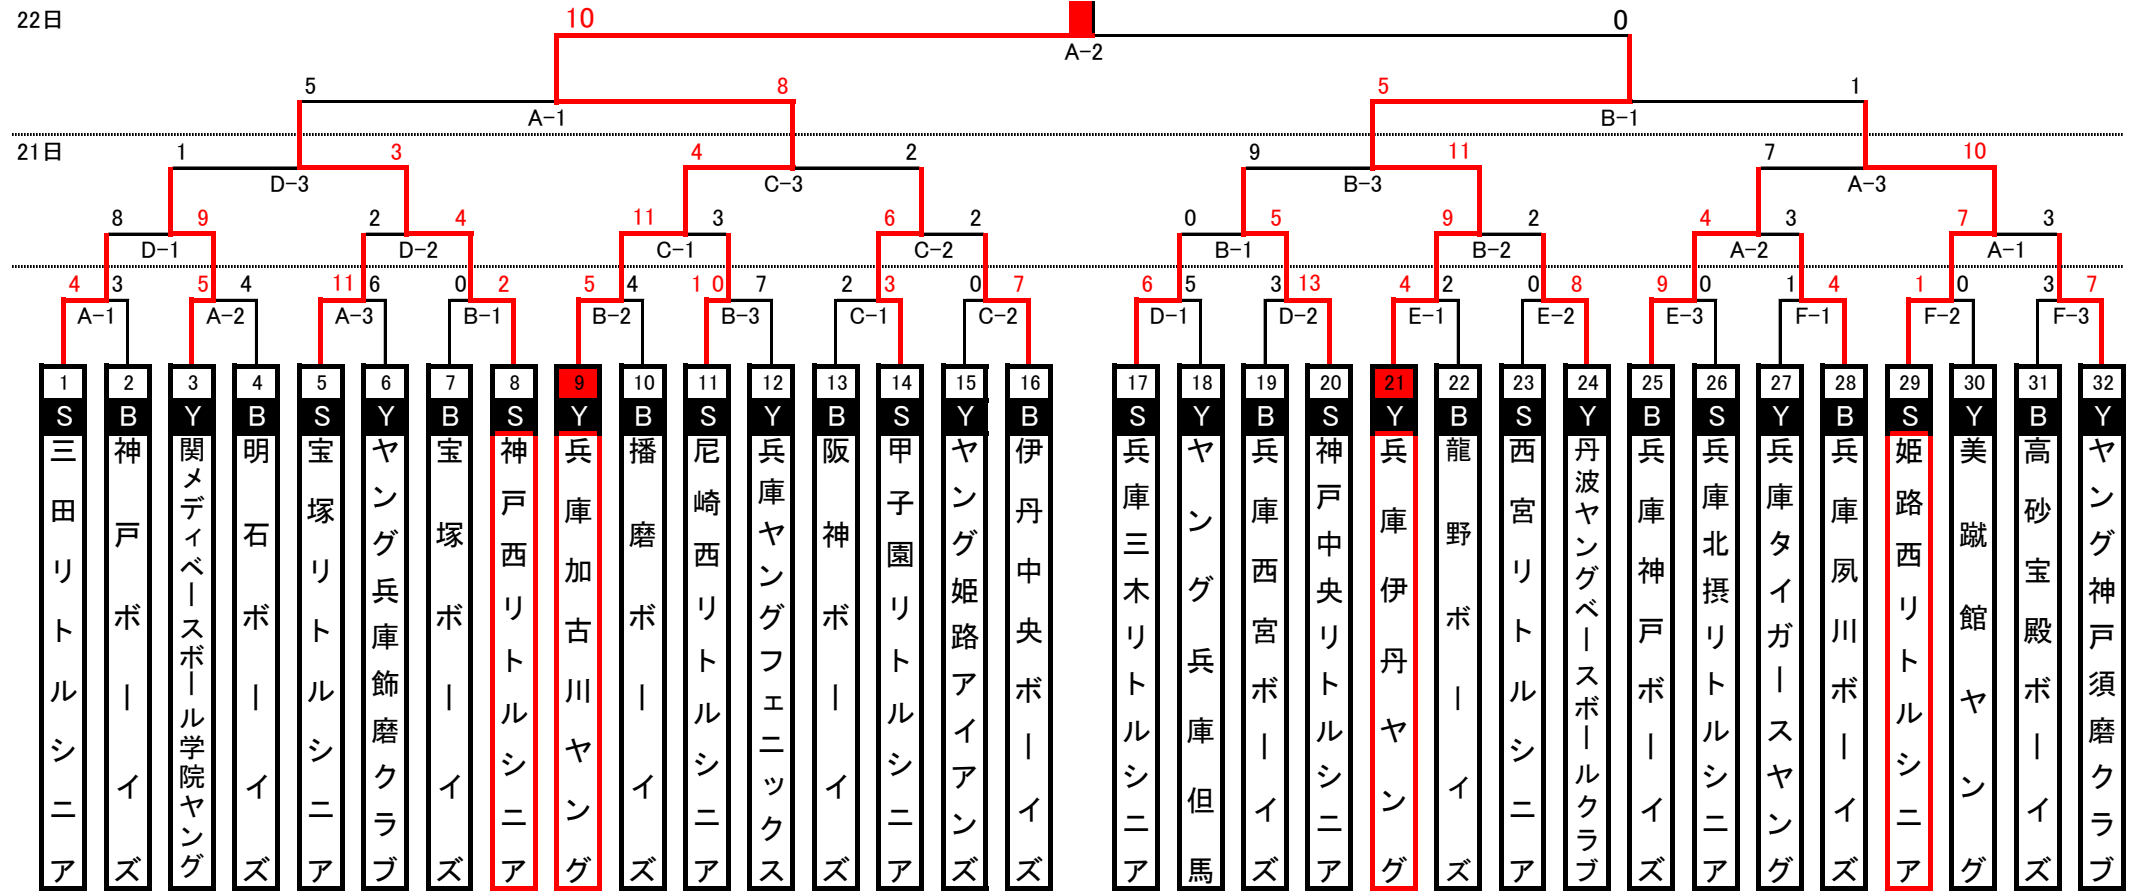 22日 10 0
A-2
5 8 5 1
A-1 B-1
21日 1 3 4 2 9 11 7 10
D-3 C-3 B-3 A-3
8 9 2 4 11 3 6 2 0 5 9 2 4 3 7 3
D-1 D-2 C-1 C-2 B-1 B-2 A-2 A-1
4 3 5 4 11 6 0 2 5 4 10 7 2 3 0 7 6 5 3 13 4 2 0 8 9 0 1 4 1 0 3 7
A-1 A-2 A-3 B-1 B-2 B-3 C-1 C-2 D-1 D-2 E-1 E-2 E-3 F-1 F-2 F-3
1 S 三田リトルシニア
2 B 神戸ボーイズ
3 Y 関メディベースボール学院ヤング
4 B 明石ボーイズ
5 S 宝塚リトルシニア
6 Y ヤング兵庫飾磨クラブ
7 B 宝塚ボーイズ
8 S 神戸西リトルシニア
9 Y 兵庫加古川ヤング
10 B 播磨ボーイズ
11 S 尼崎西リトルシニア
12 Y 兵庫ヤングフェニックス
13 B 阪神ボーイズ
14 S 甲子園リトルシニア
15 Y ヤング姫路アイアンズ
16 B 伊丹中央ボーイズ
17 S 兵庫三木リトルシニア
18 Y ヤング兵庫但馬
19 B 兵庫西宮ボーイズ
20 S 神戸中央リトルシニア
21 Y 兵庫伊丹ヤング
22 B 龍野ボーイズ
23 S 西宮リトルシニア
24 Y 丹波ヤングベースボールクラブ
25 B 兵庫神戸ボーイズ
26 S 兵庫北摂リトルシニア
27 Y 兵庫タイガースヤング
28 B 兵庫夙川ボーイズ
29 S 姫路西リトルシニア
30 Y 美蹴館ヤング
31 B 高砂宝殿ボーイズ
32 Y ヤング神戸須磨クラブ